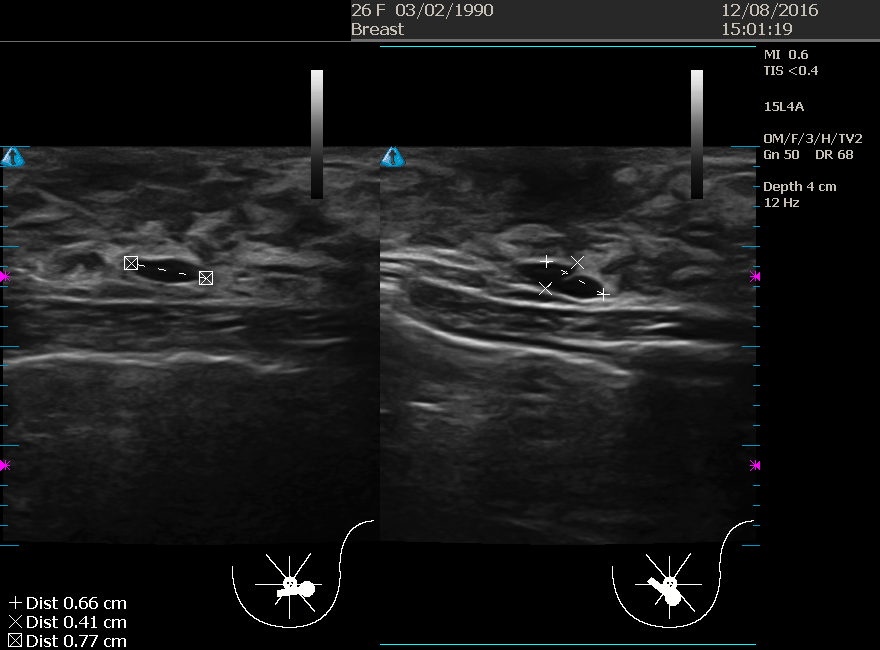 26 F 03/02/1990 12/08/2016
Breast 15:01:19
MI 0.6
TIS <0.4
15L4A
OM/F/3/H/TV2
Gn 50 DR 68
Depth 4 cm
12 Hz
Dist 0.66 cm
Dist 0.41 cm
Dist 0.77 cm